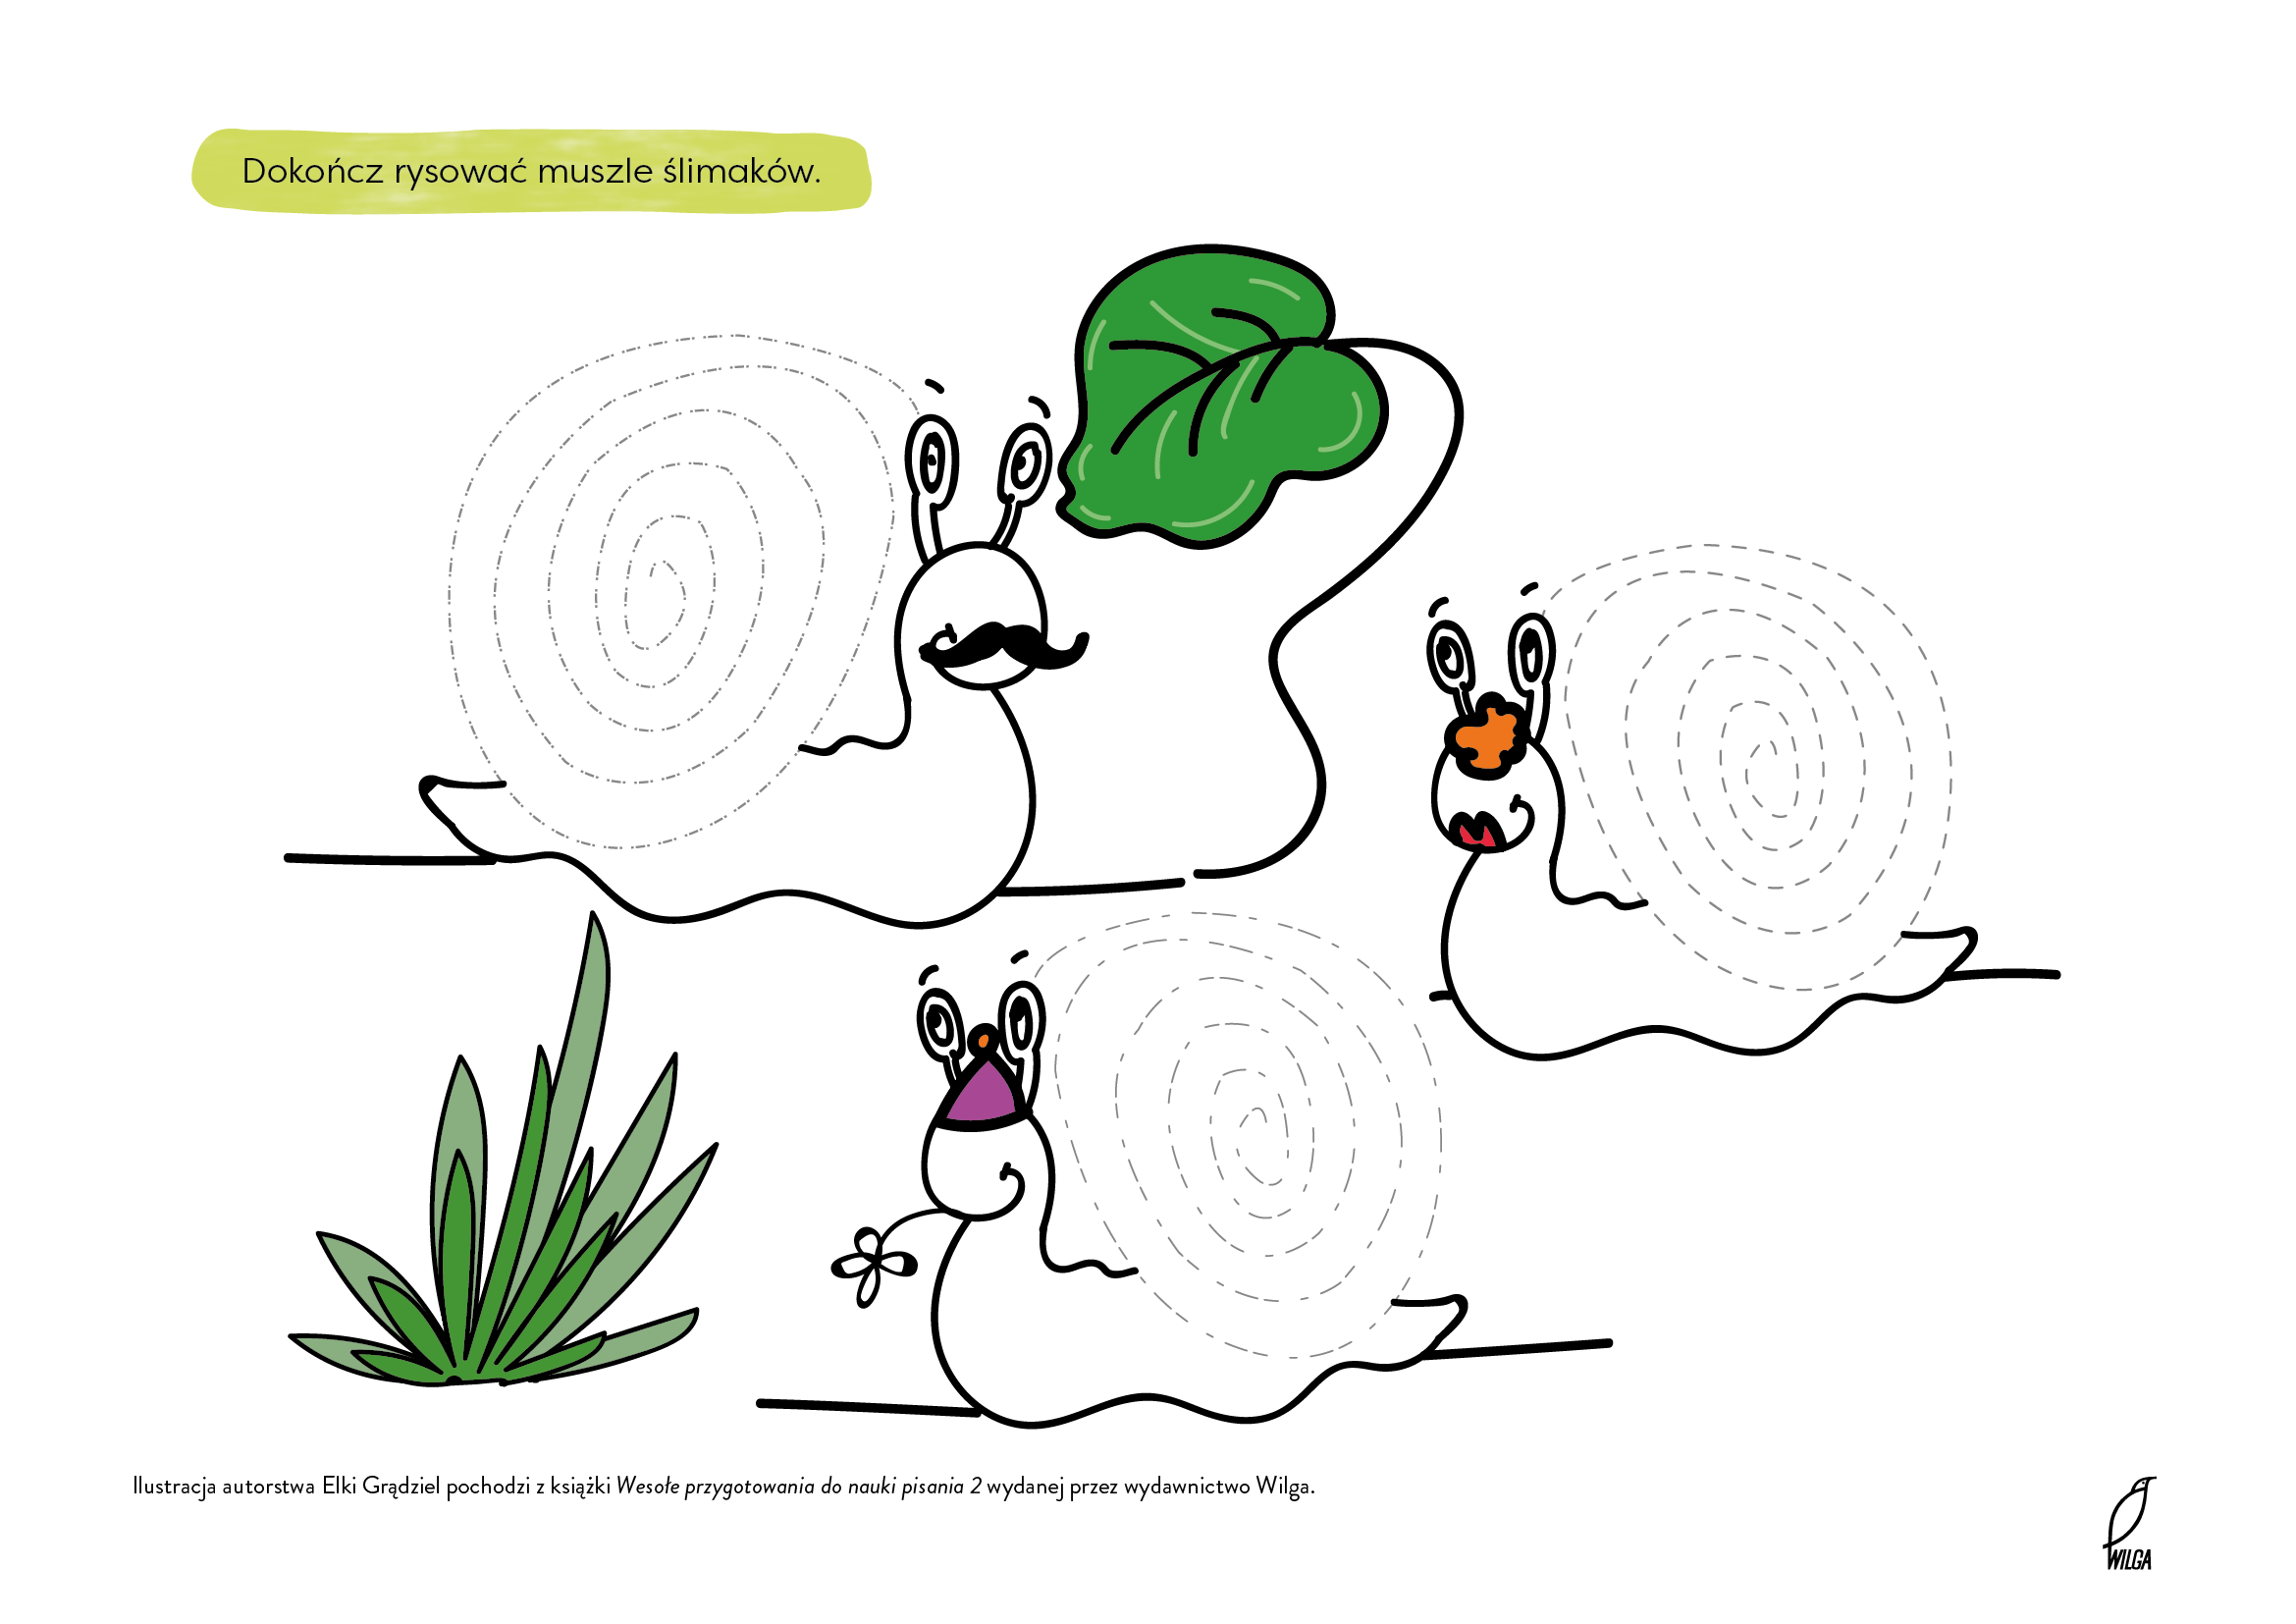 Dokończ rysować muszle ślimaków.
Ilustracja autorstwa Elki Grądziel pochodzi z książki Wesołe przygotowania do nauki pisania 2 wydanej przez wydawnictwo Wilga.
WILGA